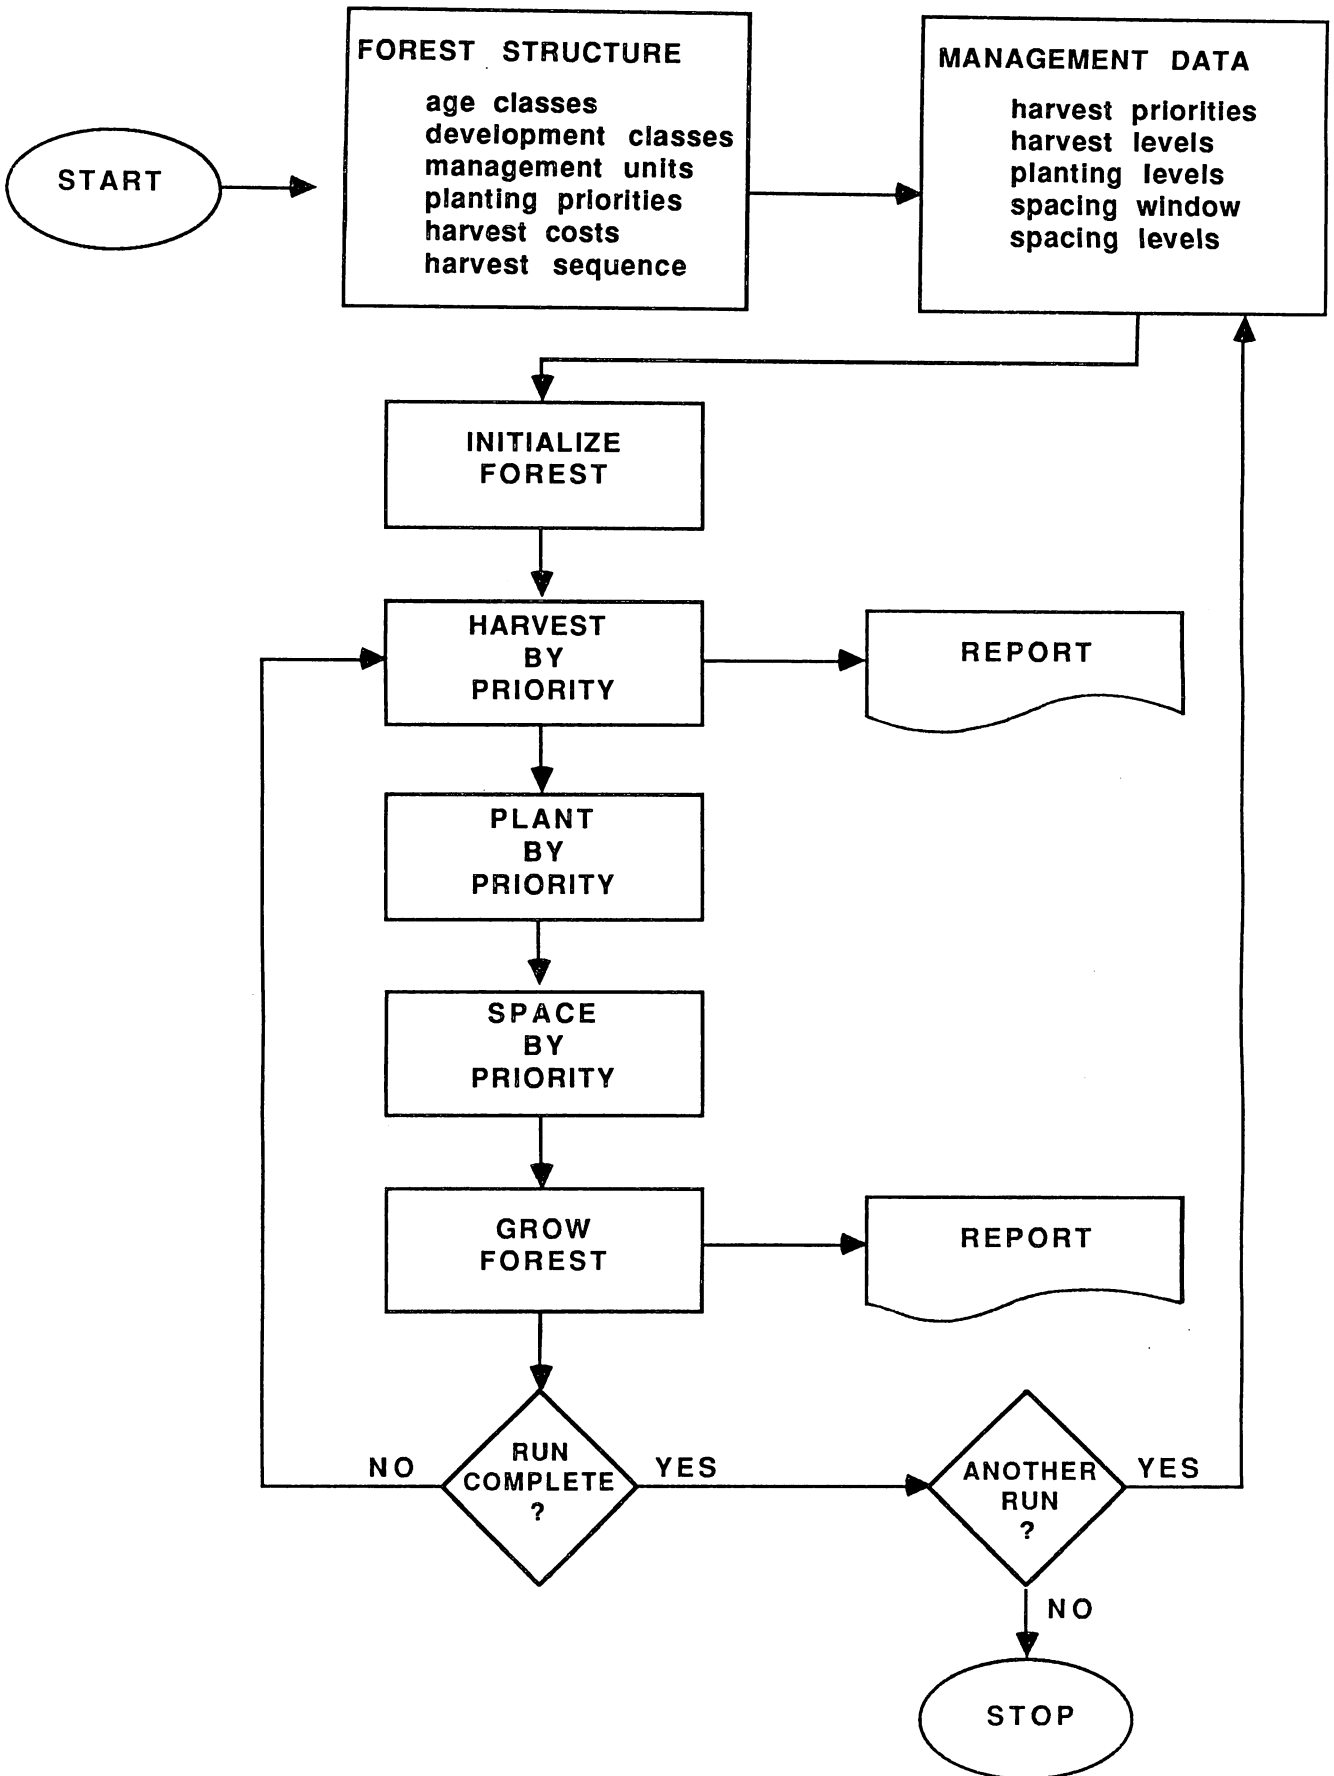 START
FOREST STRUCTURE
age classes
development classes
management units
planting priorities
harvest costs
harvest sequence
MANAGEMENT DATA
harvest priorities
harvest levels
planting levels
spacing window
spacing levels
INITIALIZE
FOREST
HARVEST
BY
PRIORITY
REPORT
PLANT
BY
PRIORITY
SPACE
BY
PRIORITY
GROW
FOREST
REPORT
NO
RUN
COMPLETE
?
YES
ANOTHER
RUN
?
YES
NO
STOP